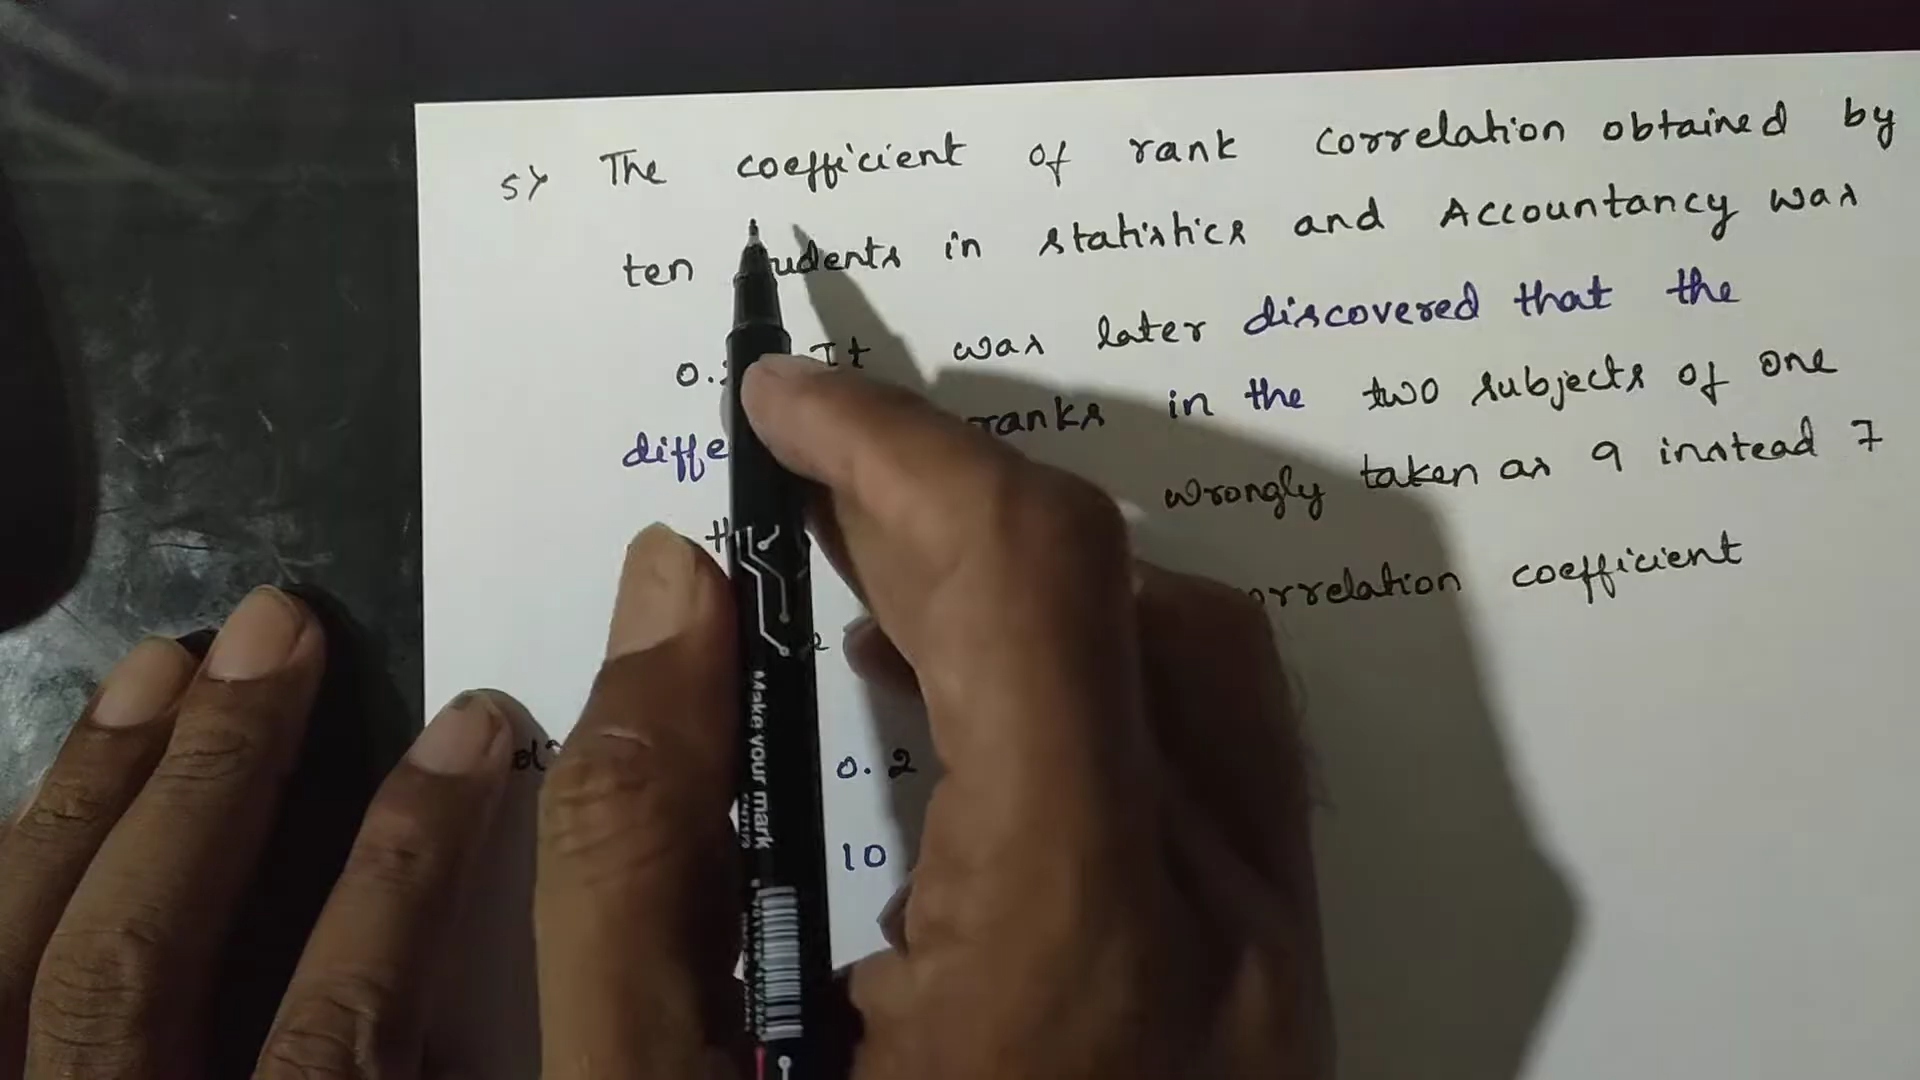 5> The coefficient of rank correlation obtained by
ten students in statistics and Accountancy was
0. It was later discovered that the
diffe ranks in the two subjects of one
wrongly taken as 9 instead 7
th orrelation coefficient
0.2
10
Make your mark